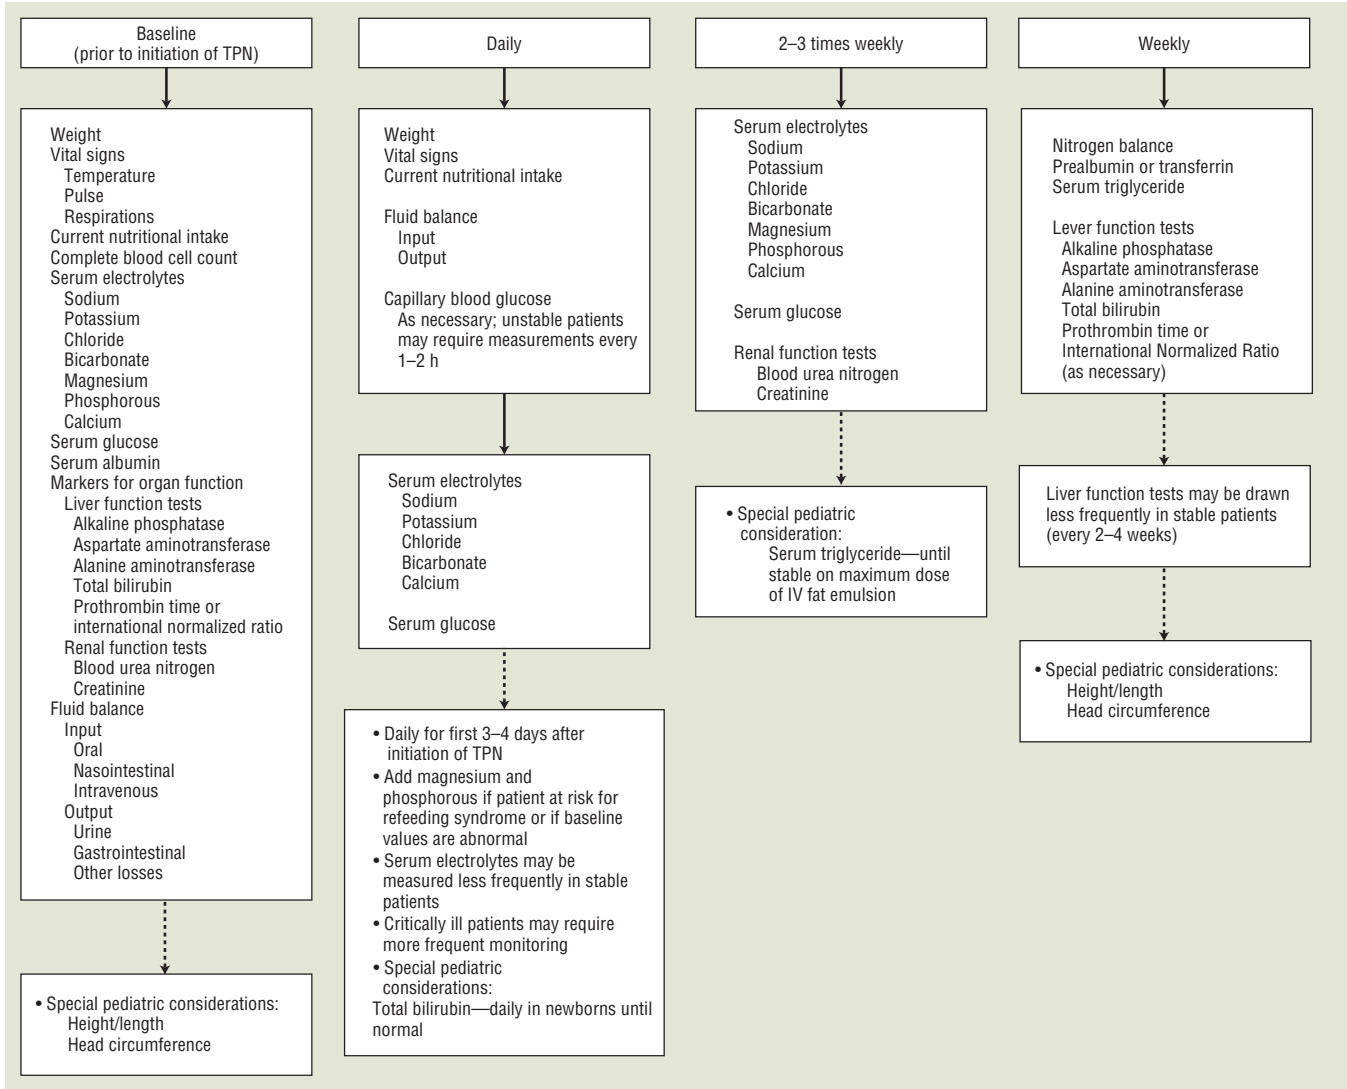 Baseline
(prior to initiation of TPN)
Weight
Vital signs
Temperature
Pulse
Respirations
Current nutritional intake
Complete blood cell count
Serum electrolytes
Sodium
Potassium
Chloride
Bicarbonate
Magnesium
Phosphorous
Calcium
Serum glucose
Serum albumin
Markers for organ function
Liver function tests
Alkaline phosphatase
Aspartate aminotransferase
Alanine aminotransferase
Total bilirubin
Prothrombin time or
international normalized ratio
Renal function tests
Blood urea nitrogen
Creatinine
Fluid balance
Input
Oral
Nasointestinal
Intravenous
Output
Urine
Gastrointestinal
Other losses
• Special pediatric considerations:
Height/length
Head circumference
Daily
Weight
Vital signs
Current nutritional intake
Fluid balance
Input
Output
Capillary blood glucose
As necessary; unstable patients
may require measurements every
1–2 h
Serum electrolytes
Sodium
Potassium
Chloride
Bicarbonate
Calcium
Serum glucose
• Daily for first 3–4 days after
initiation of TPN
• Add magnesium and
phosphorous if patient at risk for
refeeding syndrome or if baseline
values are abnormal
• Serum electrolytes may be
measured less frequently in stable
patients
• Critically ill patients may require
more frequent monitoring
• Special pediatric
considerations:
Total bilirubin—daily in newborns until
normal
2–3 times weekly
Serum electrolytes
Sodium
Potassium
Chloride
Bicarbonate
Magnesium
Phosphorous
Calcium
Serum glucose
Renal function tests
Blood urea nitrogen
Creatinine
• Special pediatric
consideration:
Serum triglyceride—until
stable on maximum dose
of IV fat emulsion
Weekly
Nitrogen balance
Prealbumin or transferrin
Serum triglyceride
Lever function tests
Alkaline phosphatase
Aspartate aminotransferase
Alanine aminotransferase
Total bilirubin
Prothrombin time or
International Normalized Ratio
(as necessary)
Liver function tests may be drawn
less frequently in stable patients
(every 2–4 weeks)
• Special pediatric considerations:
Height/length
Head circumference